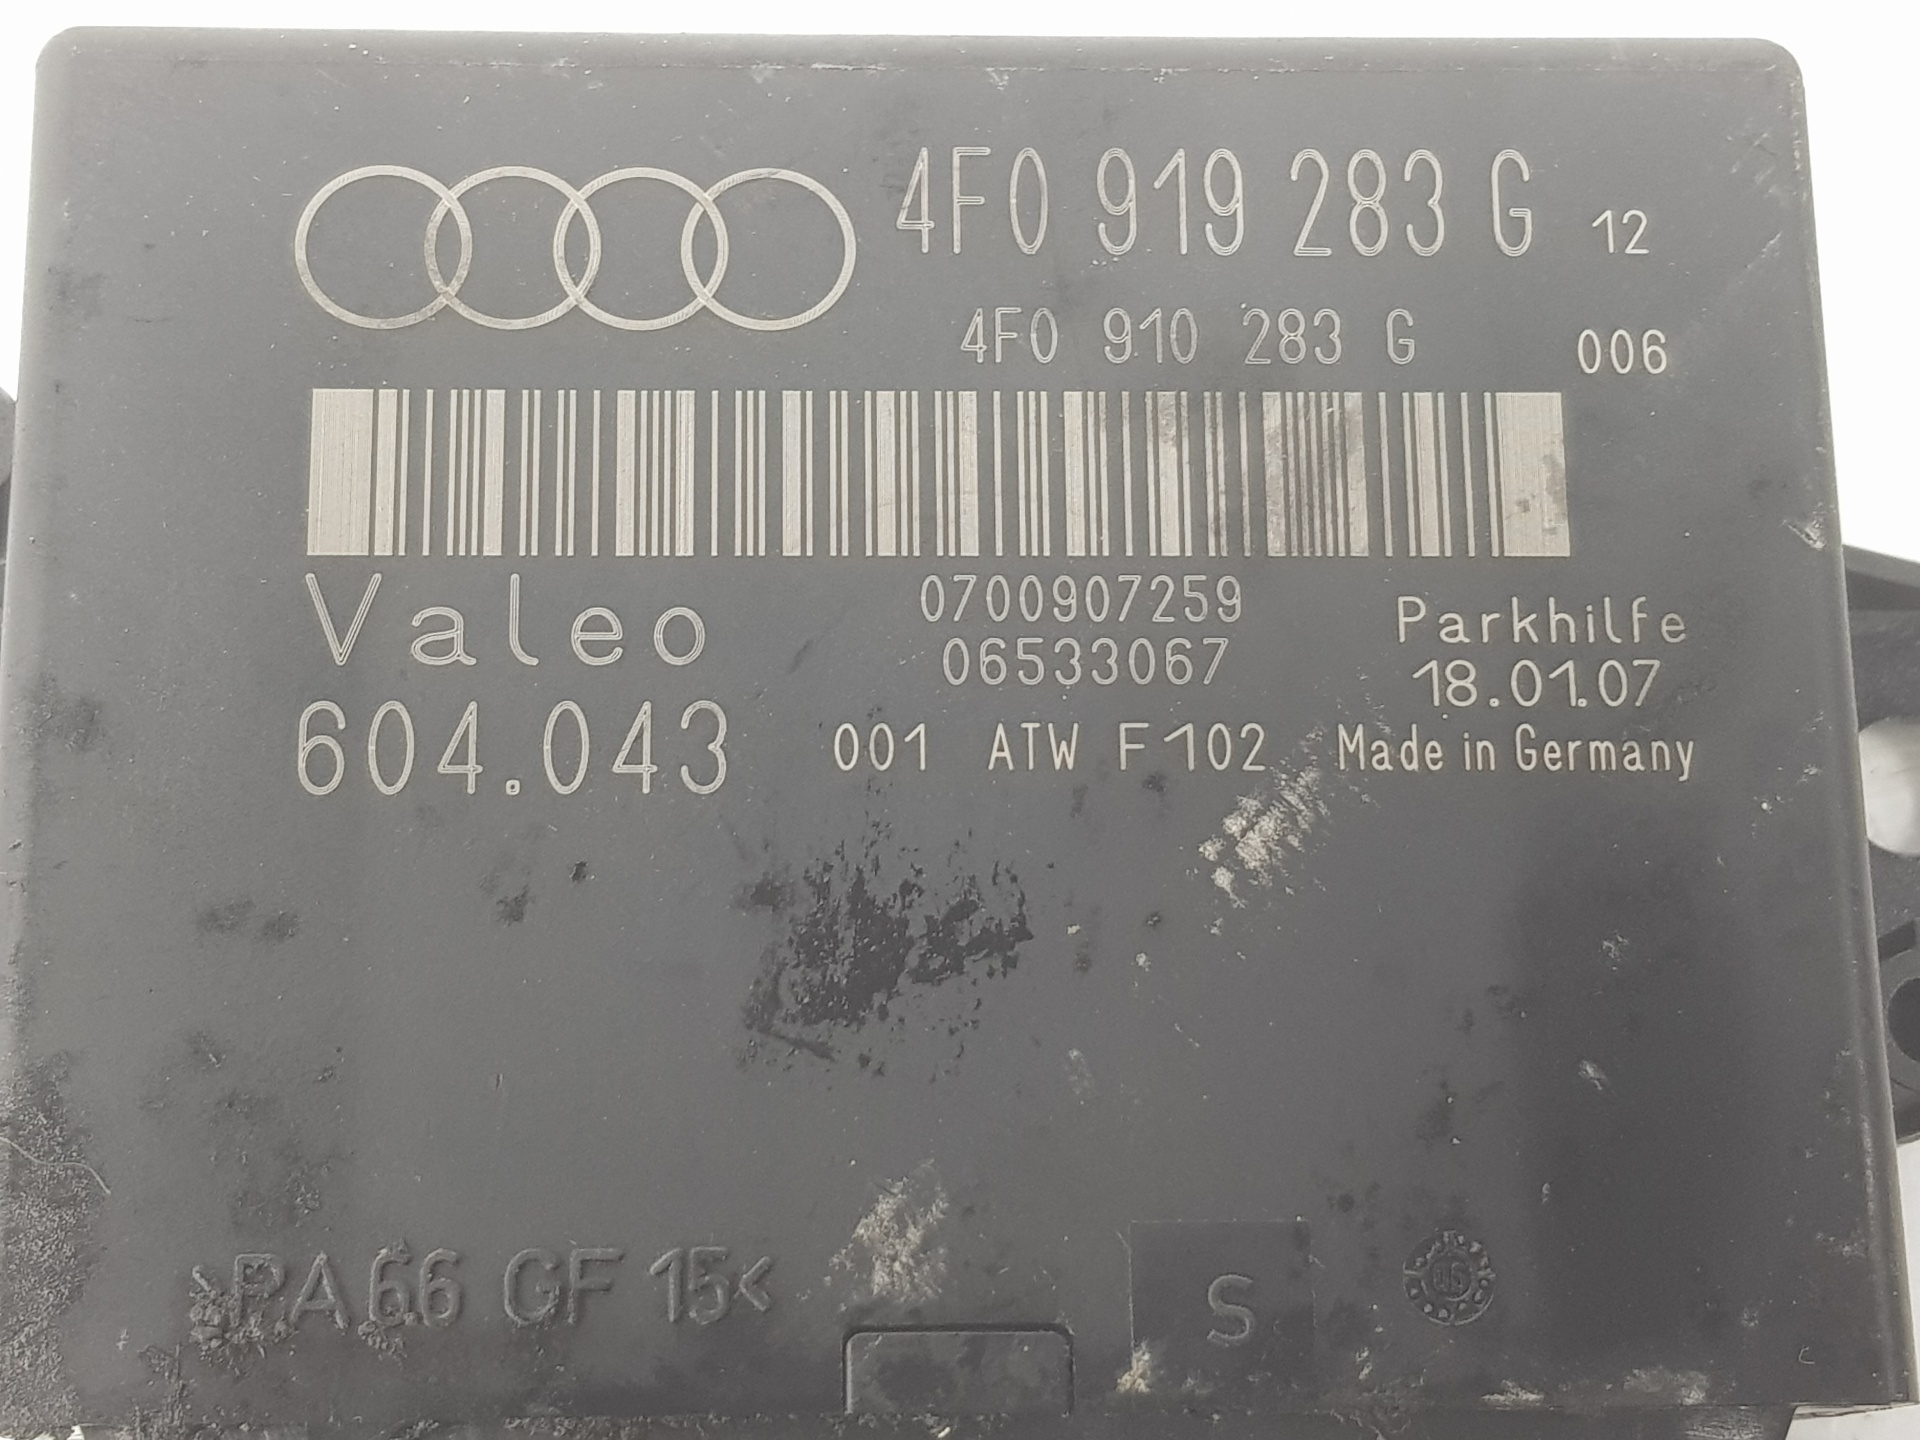 4F0 919 283 G 12
4F0 910 283 G 006
Valeo 0700907259 Parkhilfe
06533067 18.01.07
604.043 001 ATW F102 Made in Germany
>PA66 GF 15<
S